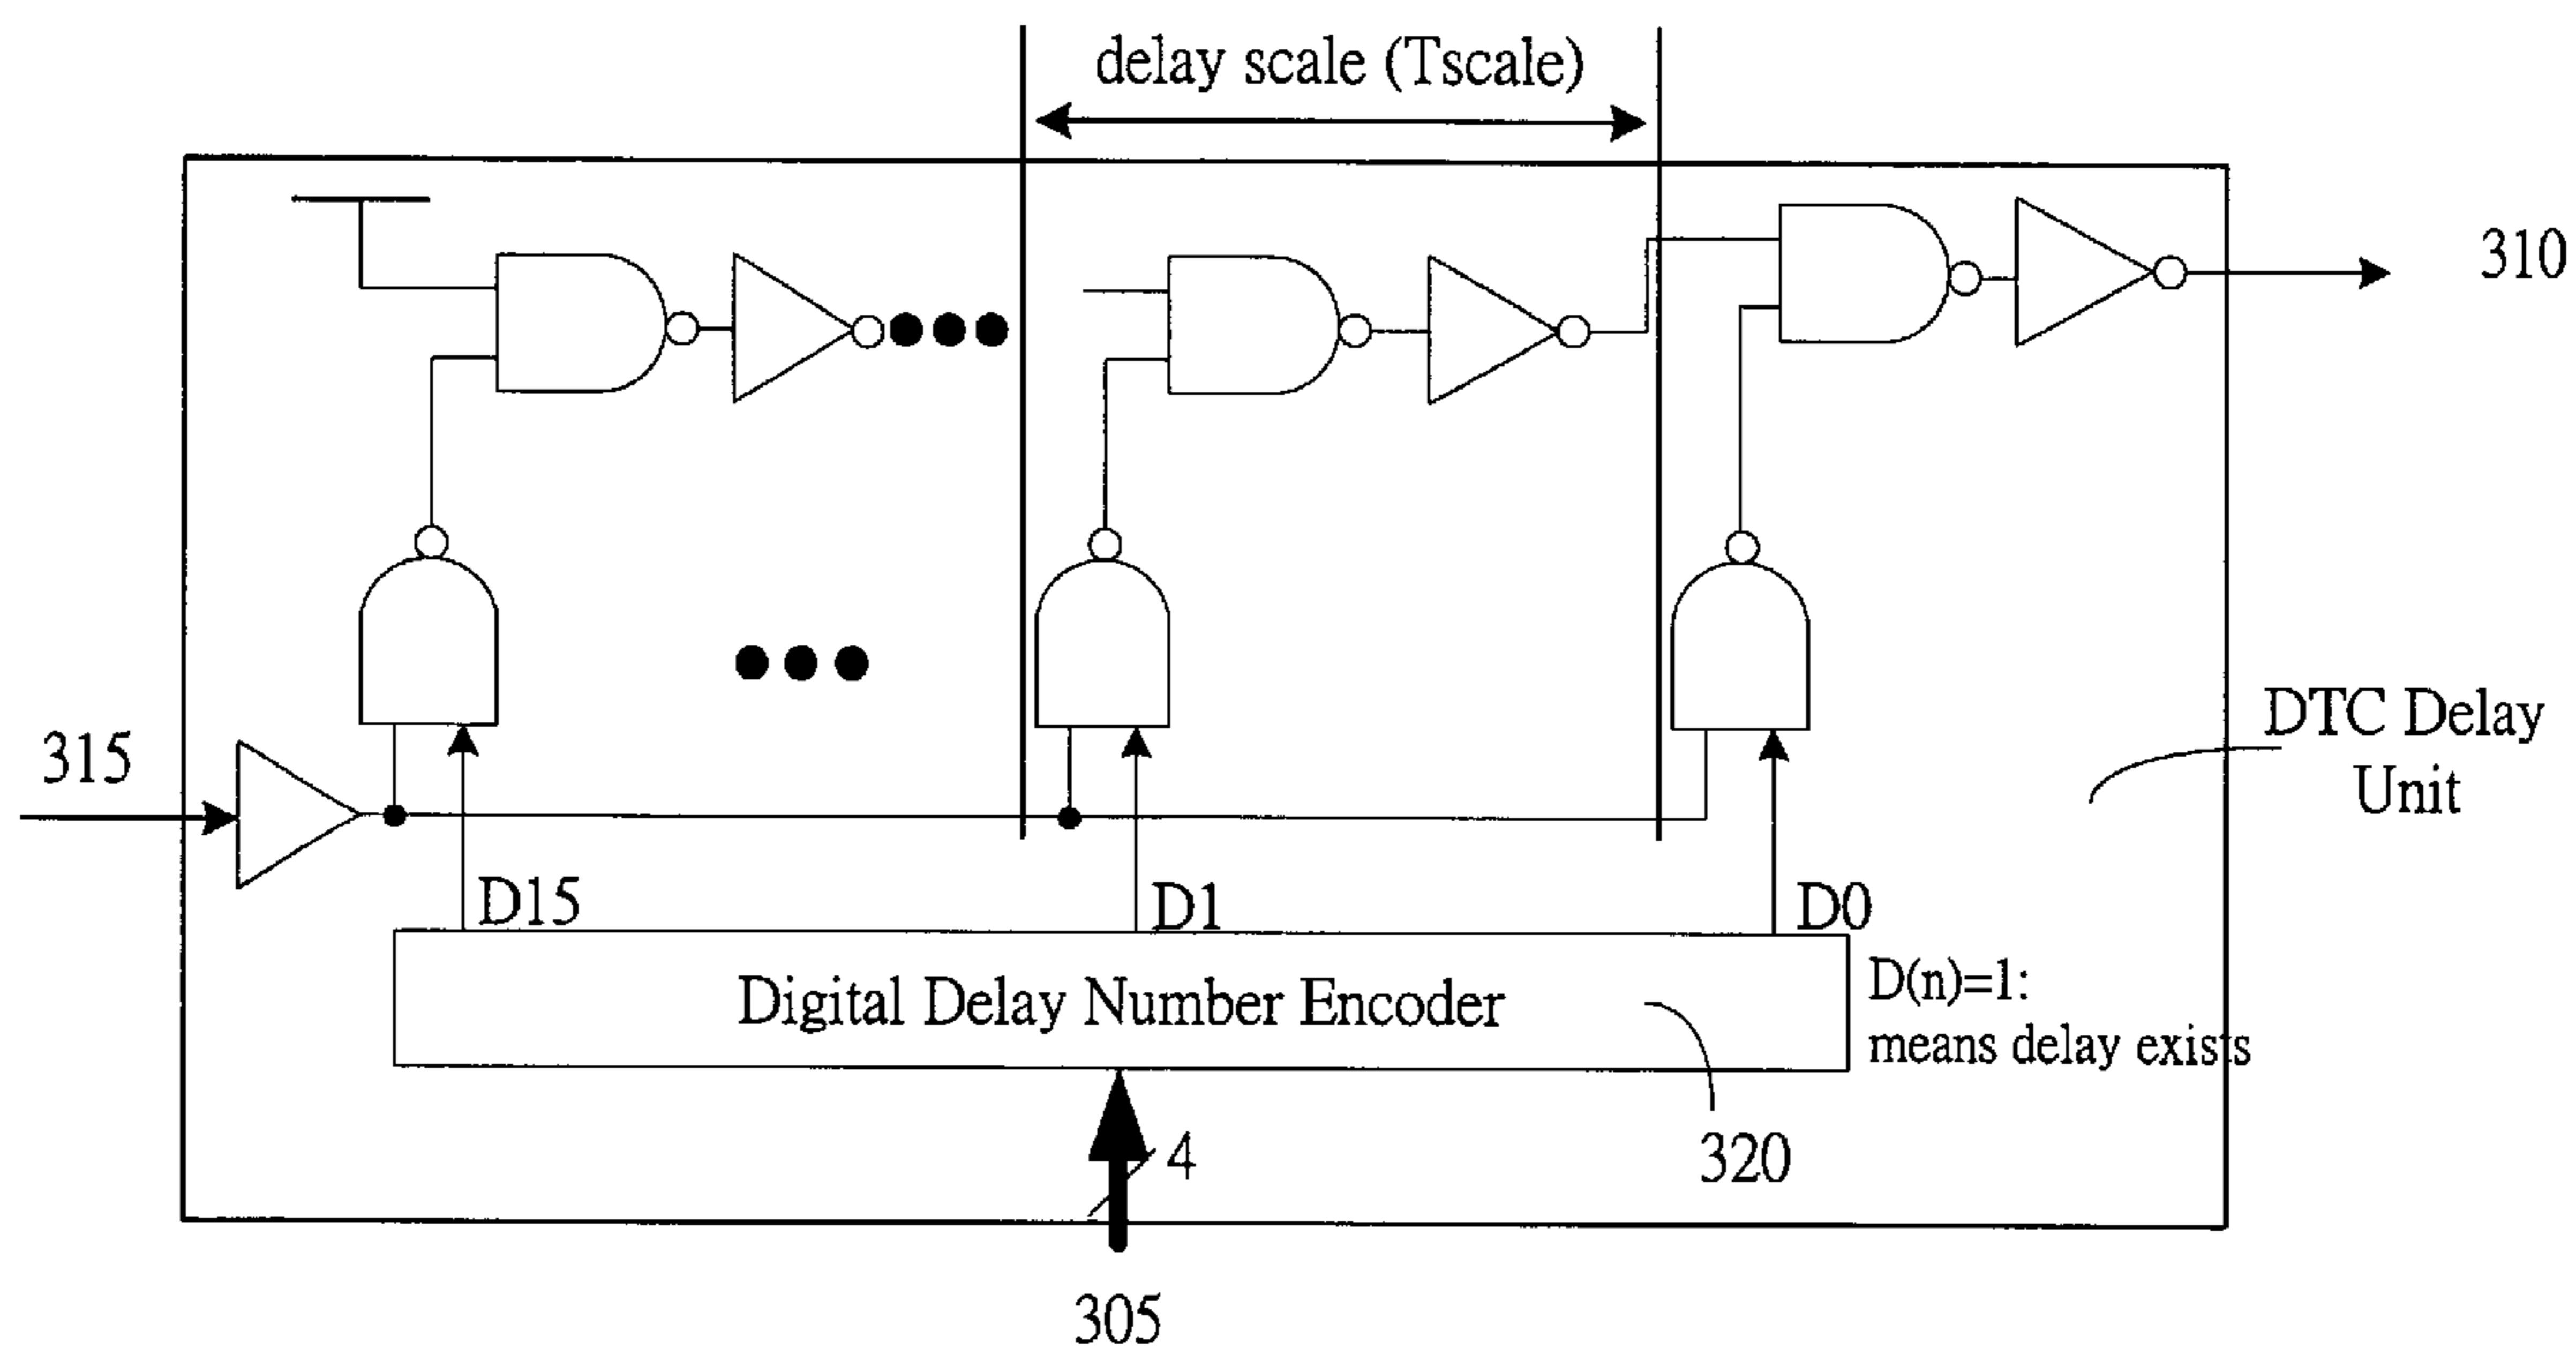 delay scale (Tscale)
310
315
DTC Delay
Unit
D15
D1
D0
Digital Delay Number Encoder
D(n)=1:
means delay exists
4
320
305